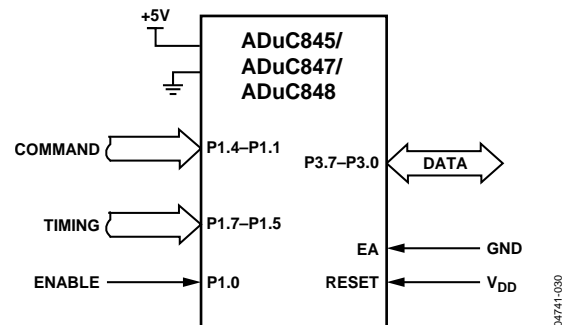 +5V
ADuC845/
ADuC847/
ADuC848
COMMAND
P1.4–P1.1
P3.7–P3.0
DATA
TIMING
P1.7–P1.5
EA
GND
ENABLE
P1.0
RESET
VDD
04741-030